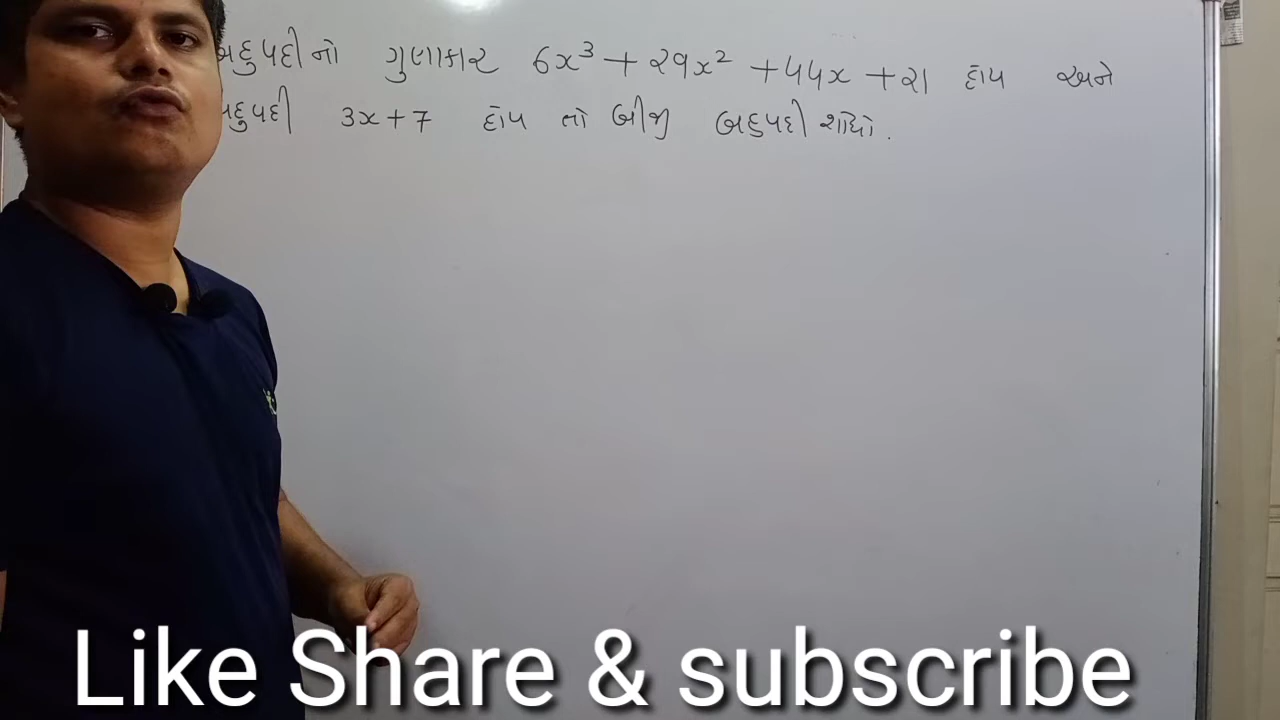 બહુપદીનો ગુણાકાર 6x³ + 29x² + 44x + 21 હોય અને
બહુપદી 3x + 7 હોય તો બીજી બહુપદી શોધો.
Like Share & subscribe